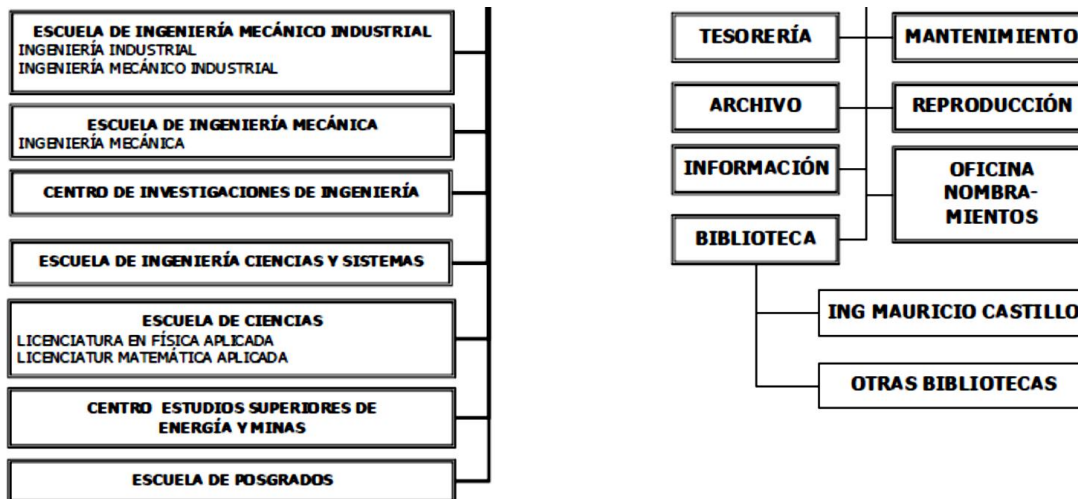 ESCUELA DE INGENIERÍA MECÁNICO INDUSTRIAL
INGENIERÍA INDUSTRIAL
INGENIERÍA MECÁNICO INDUSTRIAL
ESCUELA DE INGENIERÍA MECÁNICA
INGENIERÍA MECÁNICA
CENTRO DE INVESTIGACIONES DE INGENIERÍA
ESCUELA DE INGENIERÍA CIENCIAS Y SISTEMAS
ESCUELA DE CIENCIAS
LICENCIATURA EN FÍSICA APLICADA
LICENCIATUR MATEMÁTICA APLICADA
CENTRO ESTUDIOS SUPERIORES DE
ENERGÍA Y MINAS
ESCUELA DE POSGRADOS
TESORERÍA
MANTENIMIENTO
ARCHIVO
REPRODUCCIÓN
INFORMACIÓN
OFICINA
NOMBRA-
MIENTOS
BIBLIOTECA
ING MAURICIO CASTILLO
OTRAS BIBLIOTECAS